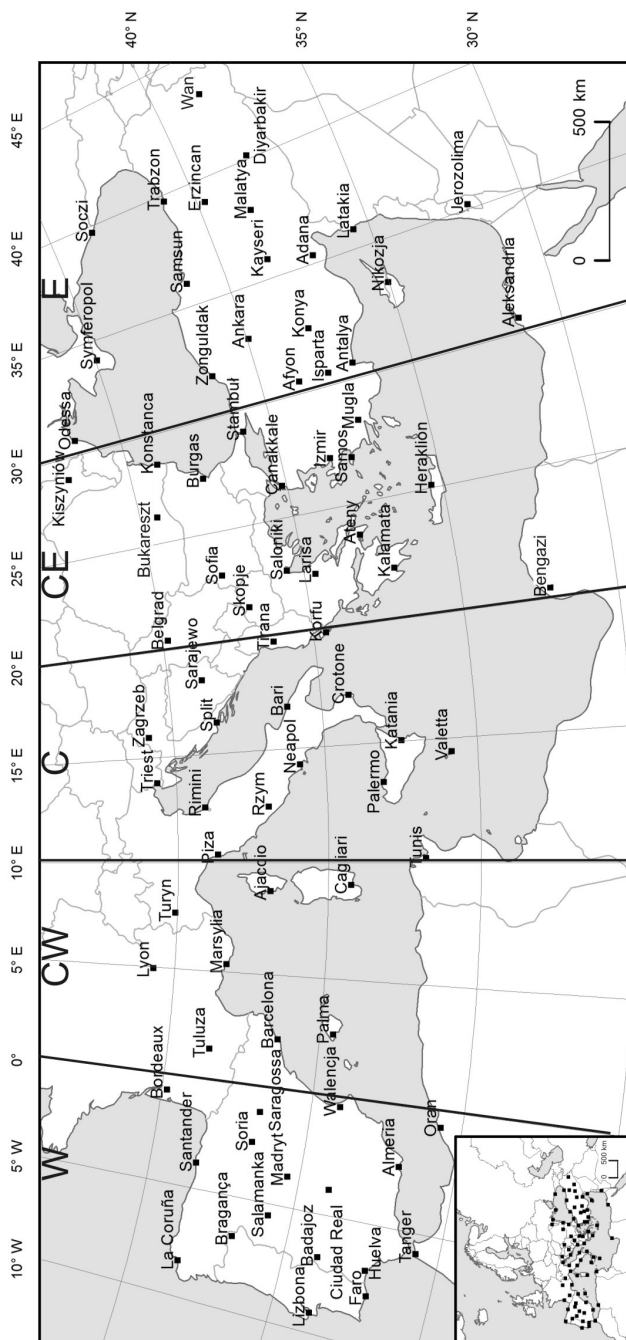 W
CW
C
CE
E
10° W
5° W
0°
5° E
10° E
15° E
20° E
25° E
30° E
35° E
40° E
45° E
40° N
35° N
30° N
La Coruña
Santander
Bordeaux
Lyon
Turyn
Triest
Zagrzeb
Belgrad
Bukareszt
Kiszyniów
Odessa
Symferopol
Soczi
Bragança
Soria
Tuluza
Marsylia
Piza
Rimini
Split
Sarajewo
Sofia
Konstanca
Burgas
Zonguldak
Samsun
Trabzon
Wan
Salamanka
Madryt
Saragossa
Barcelona
Ajaccio
Rzym
Neapol
Bari
Tirana
Skopje
Saloniki
Stambuł
Ankara
Kayseri
Malatya
Erzincan
Diyarbakir
Lizbona
Badajoz
Ciudad Real
Walencja
Palma
Cagliari
Crotone
Korfu
Larisa
Çanakkale
Izmir
Afyon
Isparta
Konya
Adana
Faro
Huelva
Almeria
Palermo
Katania
Kalamata
Ateny
Samos
Mugla
Antalya
Nikozja
Latakia
Tanger
Oran
Tunis
Valetta
Heraklion
Bengazi
Aleksandria
Jerozolima
0 500 km
0 500 km